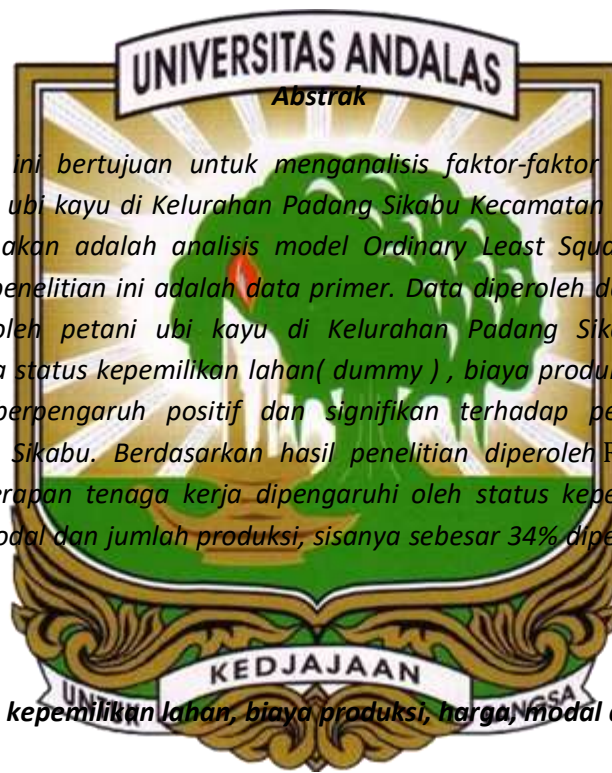 UNIVERSITAS ANDALAS
Abstrak
ini bertujuan untuk menganalisis faktor-faktor
ubi kayu di Kelurahan Padang Sikabu Kecamatan
akan adalah analisis model Ordinary Least Squa
penelitian ini adalah data primer. Data diperoleh d
oleh petani ubi kayu di Kelurahan Padang Sika
a status kepemilikan lahan( dummy ) , biaya produ
berpengaruh positif dan signifikan terhadap pe
Sikabu. Berdasarkan hasil penelitian diperoleh
erapan tenaga kerja dipengaruhi oleh status kepe
odal dan jumlah produksi, sisanya sebesar 34% dipe
KEDJAJAAN
UNTUK BANGSA
kepemilikan lahan, biaya produksi, harga, modal